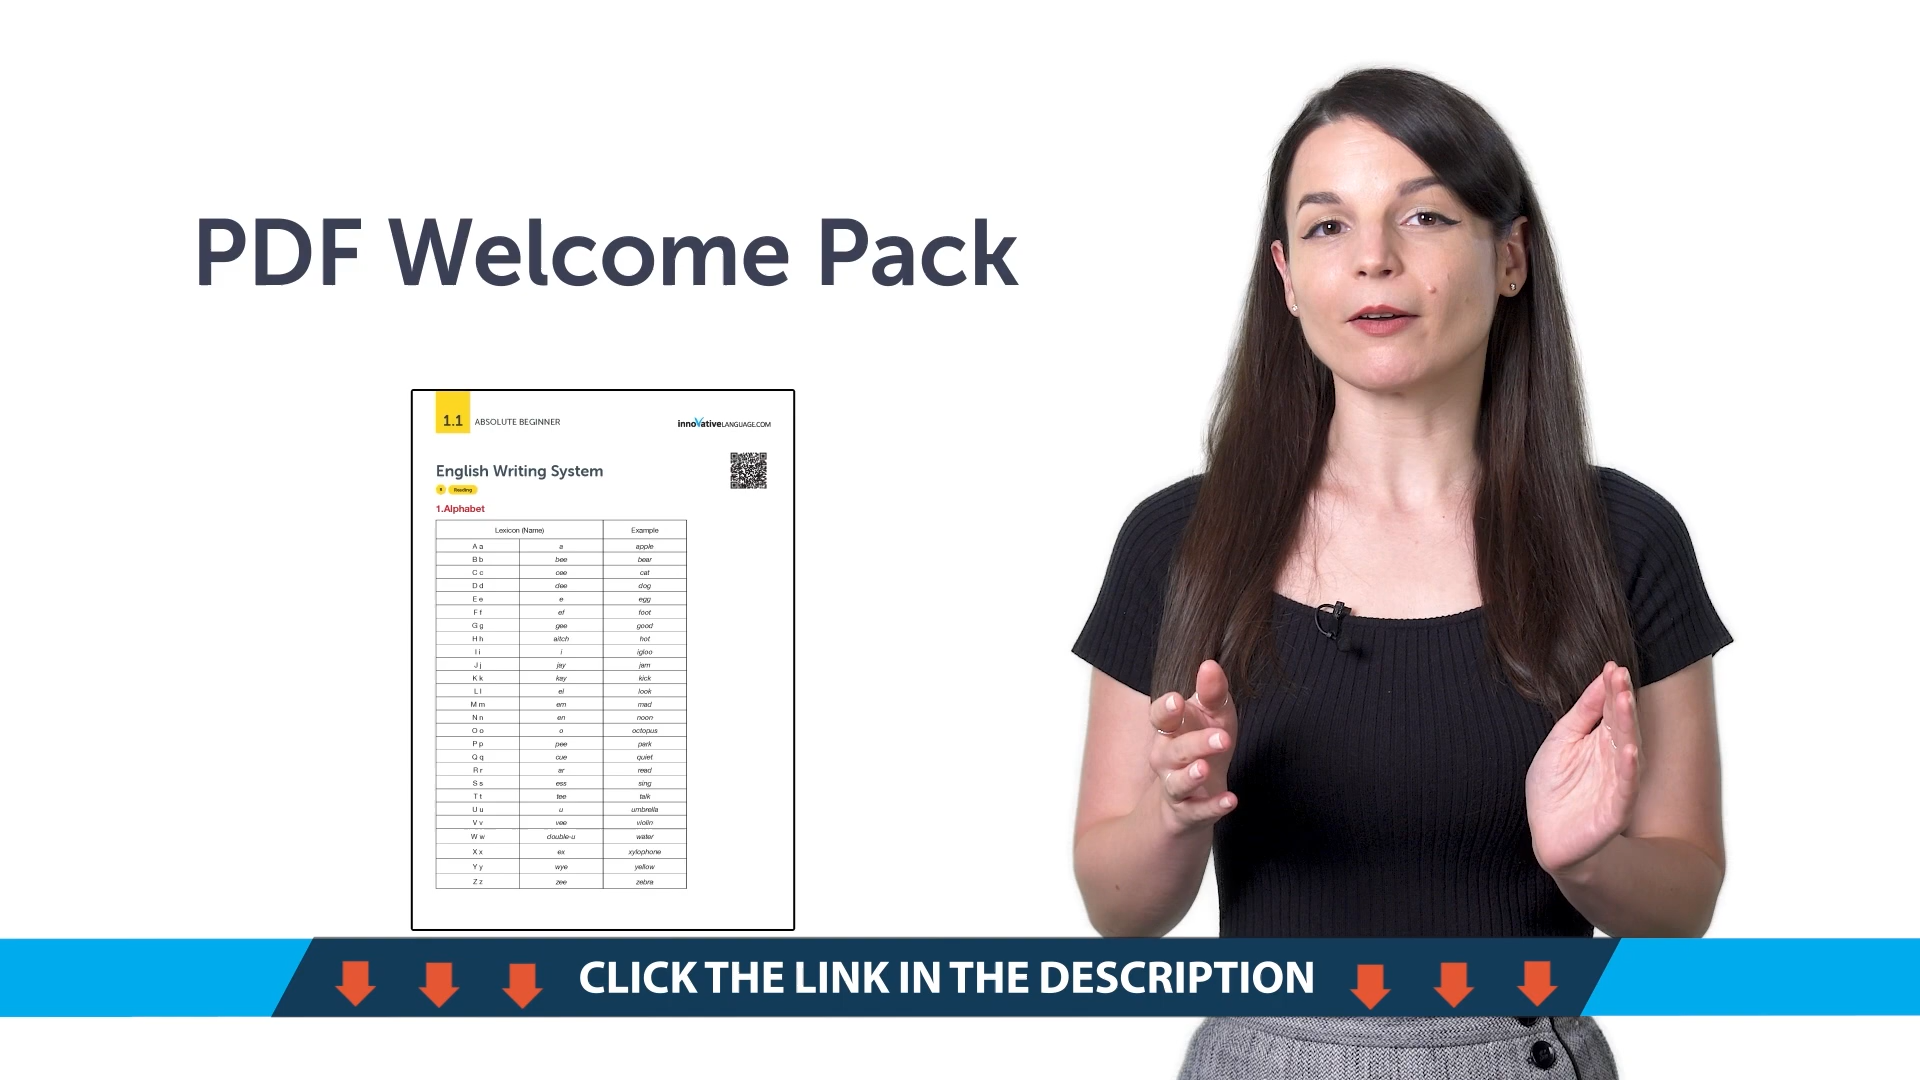 PDF Welcome Pack
1.1 ABSOLUTE BEGINNER
innoVativeLANGUAGE.COM
English Writing System
Reading
1.Alphabet
Lexicon (Name) Example
A a a apple
B b bee bear
C c cee cat
D d dee dog
E e e egg
F f ef foot
G g gee good
H h aitch hot
I i i igloo
J j jay jam
K k kay kick
L l el look
M m em mad
N n en noon
O o o octopus
P p pee park
Q q cue quiet
R r ar read
S s ess sing
T t tee talk
U u u umbrella
V v vee violin
W w double-u water
X x ex xylophone
Y y wye yellow
Z z zee zebra
CLICK THE LINK IN THE DESCRIPTION